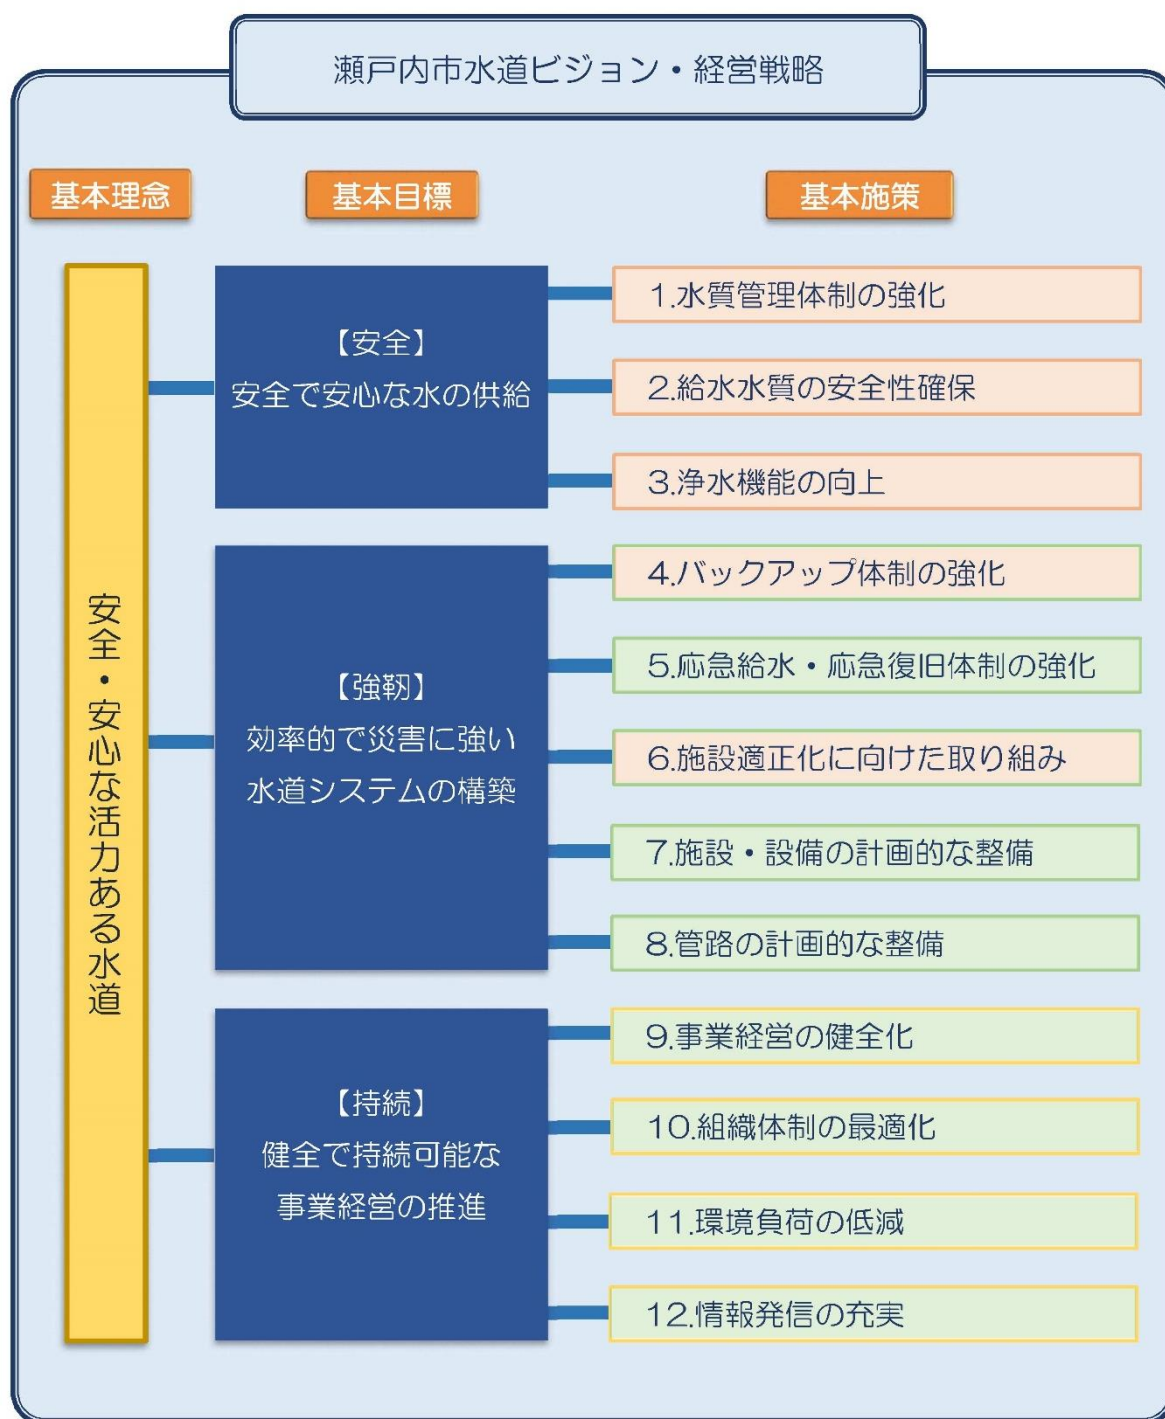 瀬戸内市水道ビジョン・経営戦略
基本理念
基本目標
基本施策
安全・安心な活力ある水道
【安全】
安全で安心な水の供給
1.水質管理体制の強化
2.給水水質の安全性確保
3.浄水機能の向上
【強靭】
効率的で災害に強い
水道システムの構築
4.バックアップ体制の強化
5.応急給水・応急復旧体制の強化
6.施設適正化に向けた取り組み
7.施設・設備の計画的な整備
8.管路の計画的な整備
【持続】
健全で持続可能な
事業経営の推進
9.事業経営の健全化
10.組織体制の最適化
11.環境負荷の低減
12.情報発信の充実